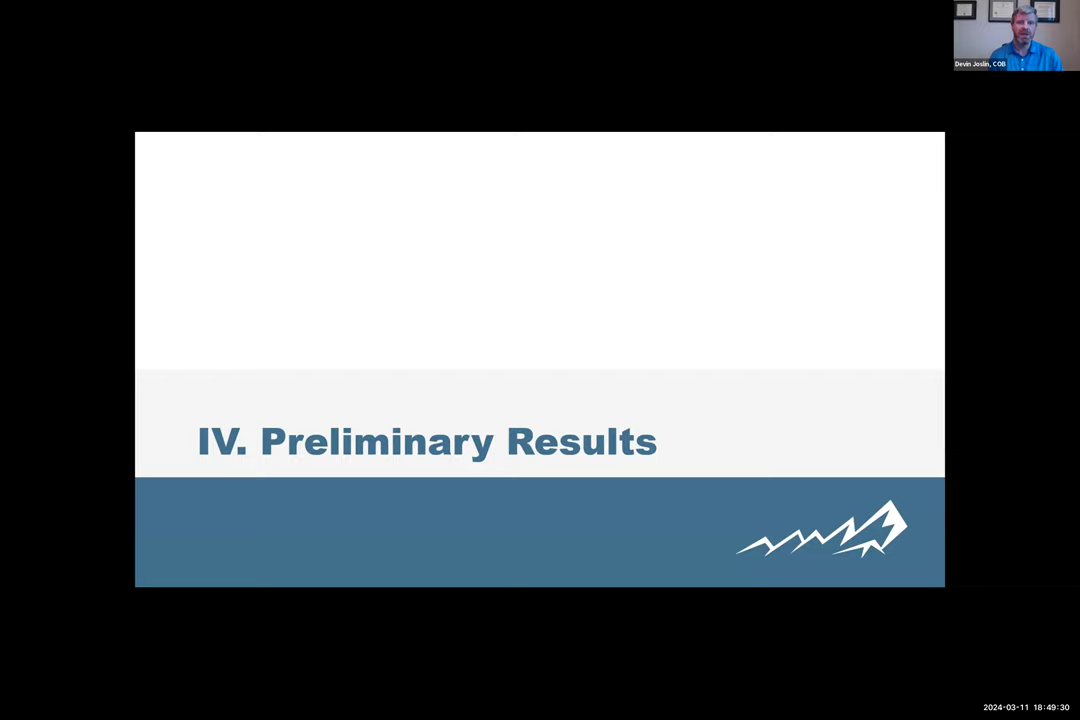 Devin Joslin, COB
IV. Preliminary Results
2024-03-11 18:49:30